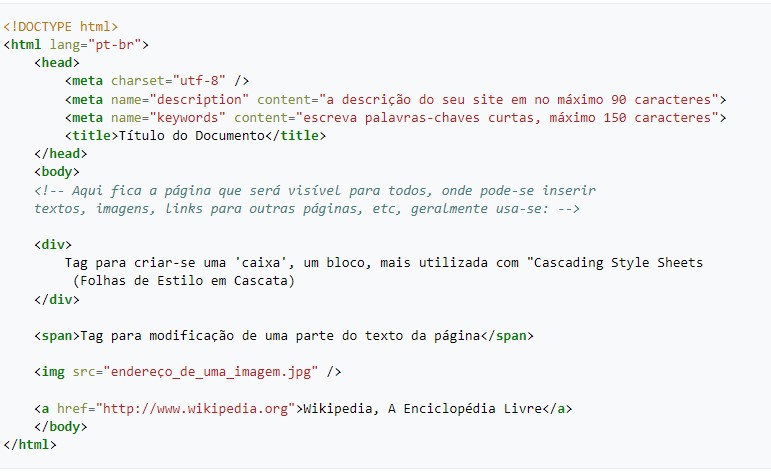 <!DOCTYPE html>
<html lang="pt-br">
<head>
<meta charset="utf-8" />
<meta name="description" content="a descrição do seu site em no máximo 90 caracteres">
<meta name="keywords" content="escreva palavras-chaves curtas, máximo 150 caracteres">
<title>Título do Documento</title>
</head>
<body>
<!-- Aqui fica a página que será visível para todos, onde pode-se inserir
textos, imagens, links para outras páginas, etc, geralmente usa-se: -->
<div>
Tag para criar-se uma 'caixa', um bloco, mais utilizada com "Cascading Style Sheets
(Folhas de Estilo em Cascata)
</div>
<span>Tag para modificação de uma parte do texto da página</span>
<img src="endereço_de_uma_imagem.jpg" />
<a href="http://www.wikipedia.org">Wikipedia, A Enciclopédia Livre</a>
</body>
</html>